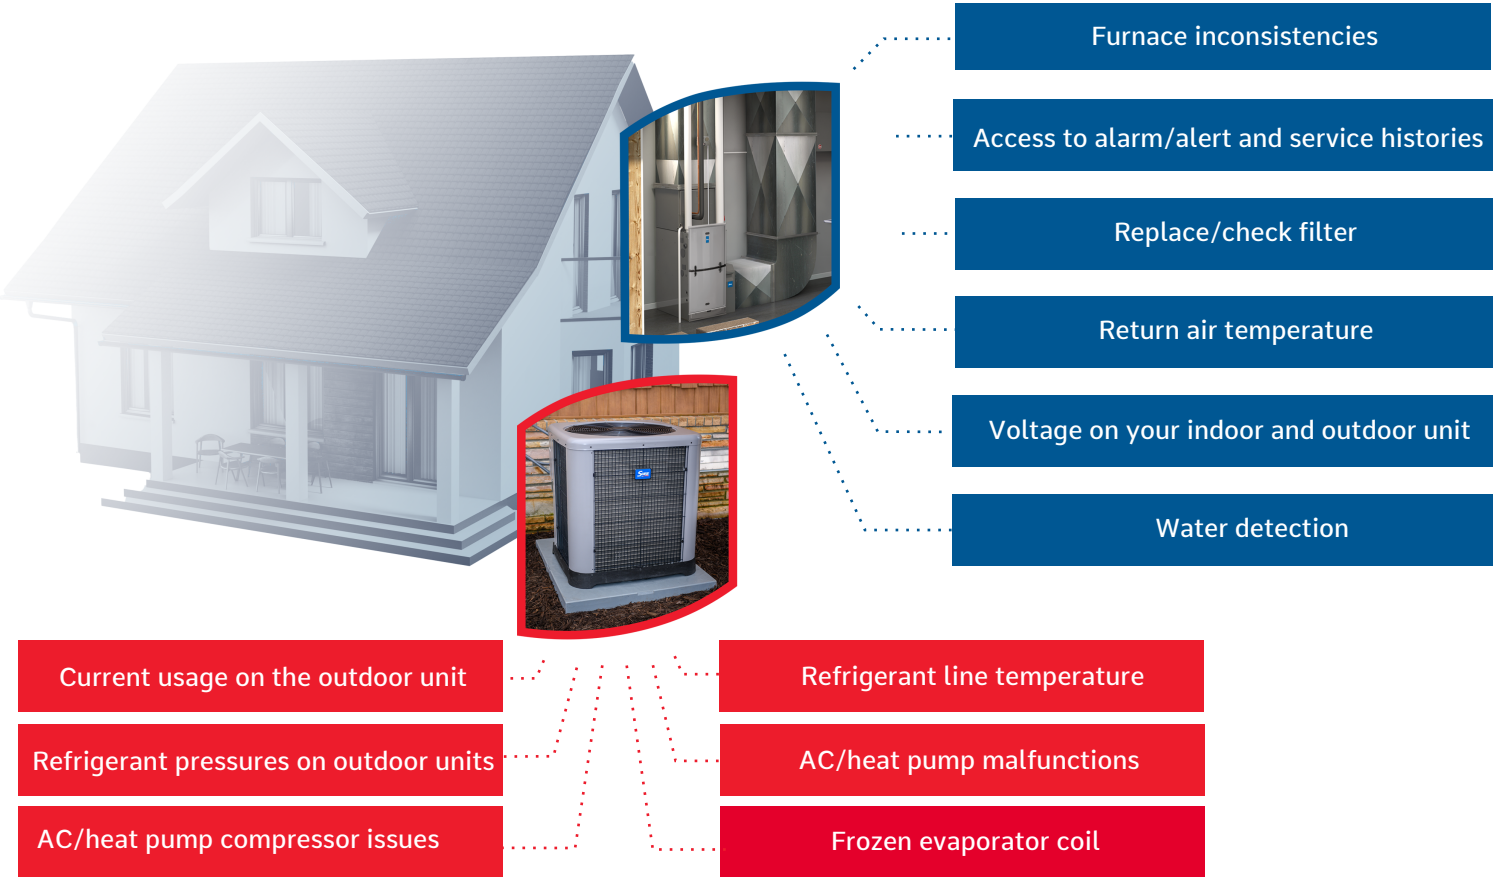 Furnace inconsistencies
Access to alarm/alert and service histories
Replace/check filter
Return air temperature
Voltage on your indoor and outdoor unit
Water detection
Current usage on the outdoor unit
Refrigerant line temperature
Refrigerant pressures on outdoor units
AC/heat pump malfunctions
AC/heat pump compressor issues
Frozen evaporator coil